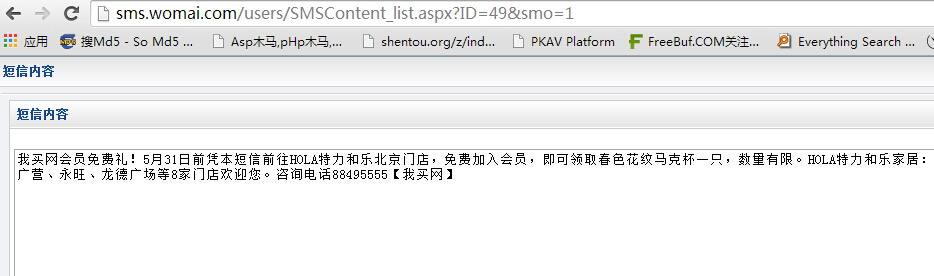 sms.womai.com/users/SMSContent_list.aspx?ID=49&smo=1
应用 搜Md5 - So Md5 ... Asp木马,pHp木马,... shentou.org/z/ind... PKAV Platform FreeBuf.COM关注... Everything Search ...
短信内容
短信内容
我买网会员免费礼！5月31日前凭本短信前往HOLA特力和乐北京门店，免费加入会员，即可领取春色花纹马克杯一只，数量有限。HOLA特力和乐家居：
广营、永旺、龙德广场等8家门店欢迎您。咨询电话88495555【我买网】